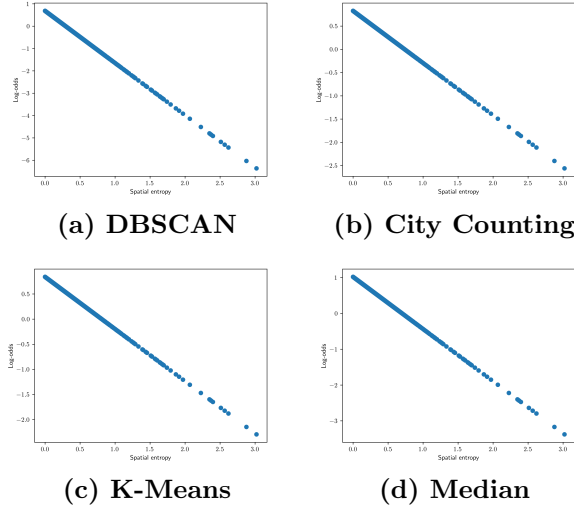 1
0
−1
−2
−3
−4
−5
−6
Log-odds
0.0 0.5 1.0 1.5 2.0 2.5 3.0
Spatial entropy
(a) DBSCAN
0.5
0.0
−0.5
−1.0
−1.5
−2.0
−2.5
Log-odds
0.0 0.5 1.0 1.5 2.0 2.5 3.0
Spatial entropy
(b) City Counting
0.5
0.0
−0.5
−1.0
−1.5
−2.0
Log-odds
0.0 0.5 1.0 1.5 2.0 2.5 3.0
Spatial entropy
(c) K-Means
1
0
−1
−2
−3
Log-odds
0.0 0.5 1.0 1.5 2.0 2.5 3.0
Spatial entropy
(d) Median